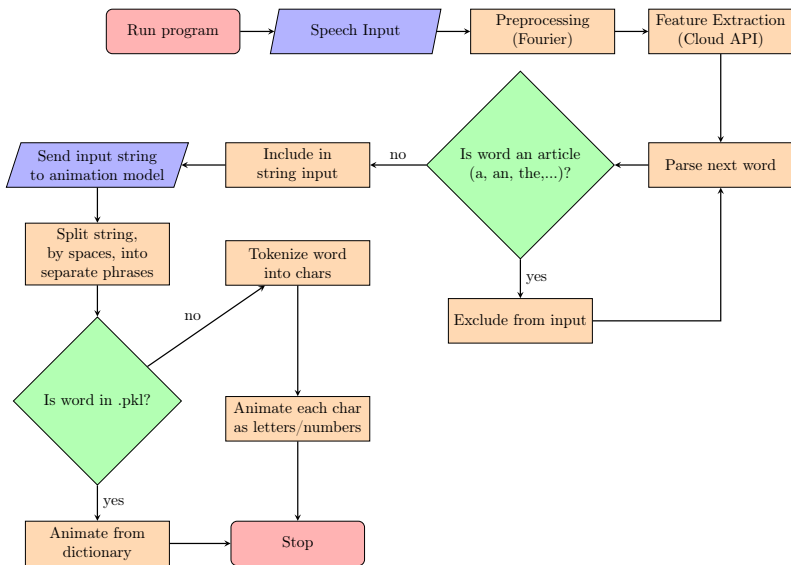 Run program
Speech Input
Preprocessing
(Fourier)
Feature Extraction
(Cloud API)
Parse next word
Is word an article
(a, an, the,...)?
no
yes
Exclude from input
Include in
string input
Send input string
to animation model
Split string,
by spaces, into
separate phrases
Is word in .pkl?
no
Tokenize word
into chars
Animate each char
as letters/numbers
yes
Animate from
dictionary
Stop